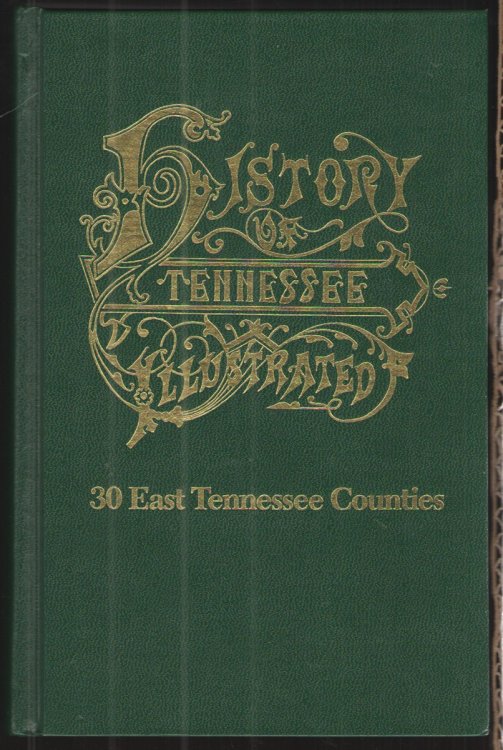 HISTORY
OF
TENNESSEE
ILLUSTRATED
30 East Tennessee Counties